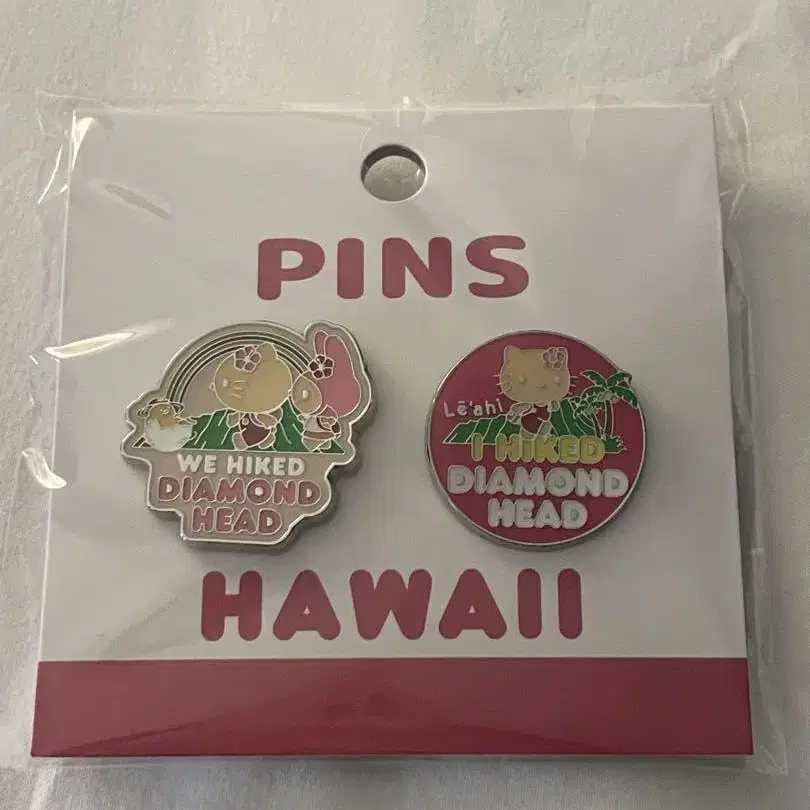 PINS
WE HIKED
DIAMOND
HEAD
Lē'ahi
I HiKED
DIAMOND
HEAD
HAWAII